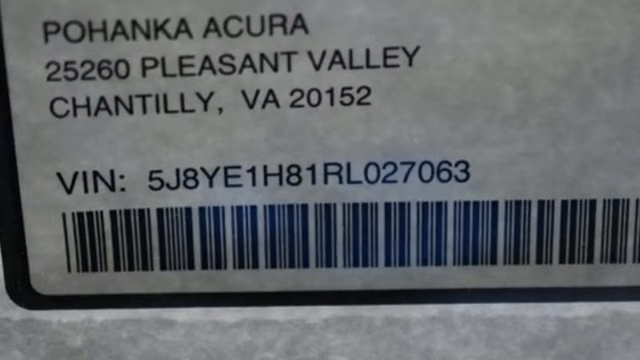 POHANKA ACURA
25260 PLEASANT VALLEY
CHANTILLY, VA 20152
VIN: 5J8YE1H81RL027063